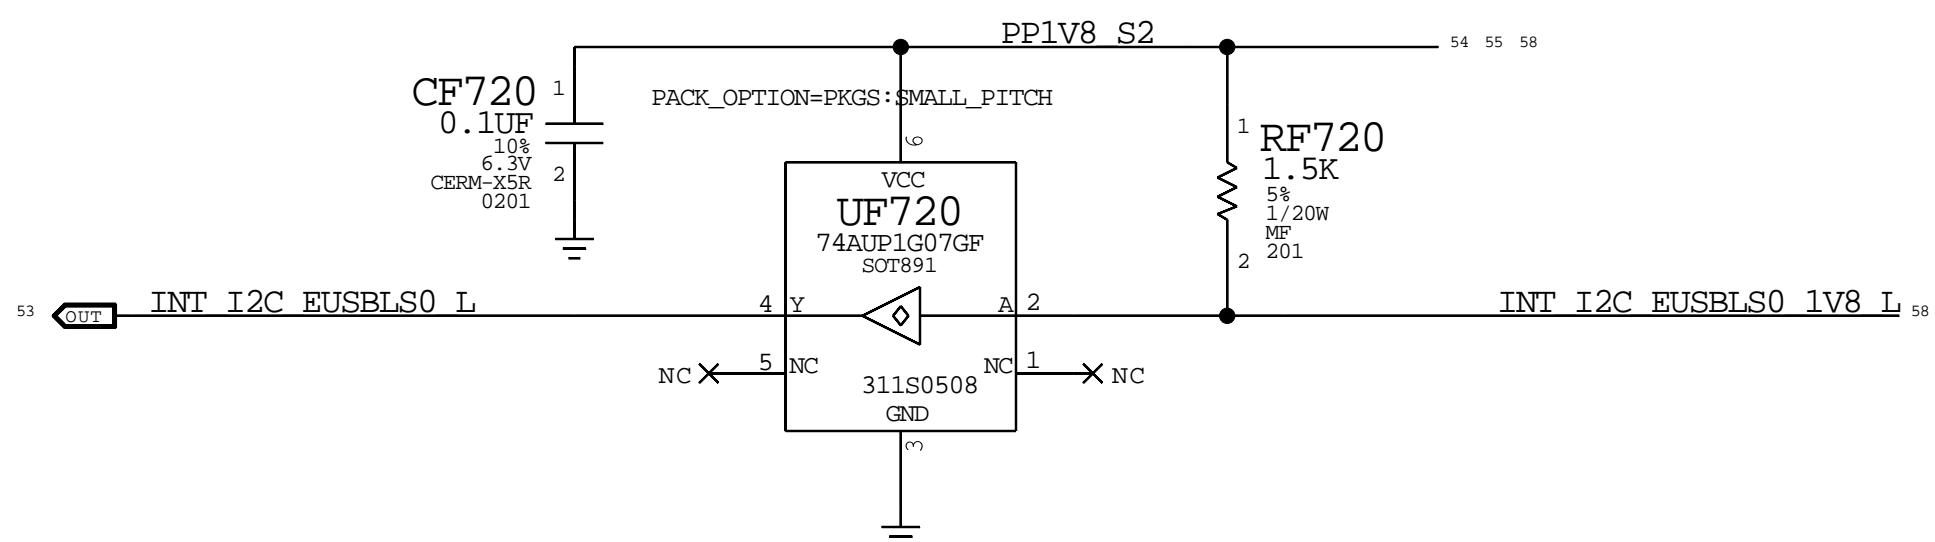 PP1V8_S2
54 55 58
CF720
1
0.1UF
10%
6.3V
CERM-X5R
0201
2
PACK_OPTION=PKGS:SMALL_PITCH
6
VCC
UF720
74AUP1G07GF
SOT891
1
RF720
1.5K
5%
1/20W
MF
201
2
53
OUT
INT_I2C_EUSBLS0_L
4
Y
A
2
INT_I2C_EUSBLS0_1V8_L
58
NC
5
NC
NC
1
NC
311S0508
GND
3